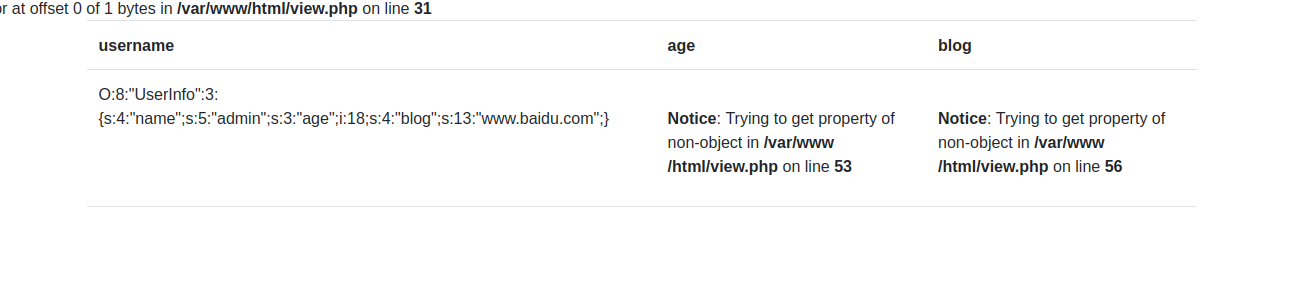 at offset 0 of 1 bytes in /var/www/html/view.php on line 31
username age blog
O:8:"UserInfo":3:
{s:4:"name";s:5:"admin";s:3:"age";i:18;s:4:"blog";s:13:"www.baidu.com";}
Notice: Trying to get property of
non-object in /var/www
/html/view.php on line 53
Notice: Trying to get property of
non-object in /var/www
/html/view.php on line 56